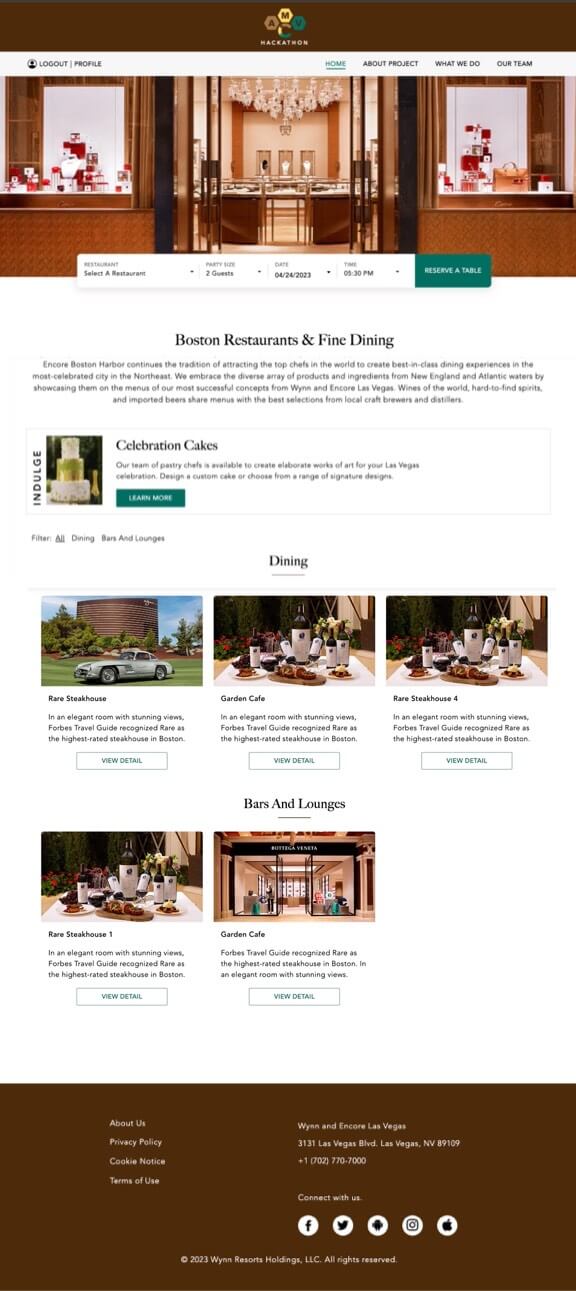 A M V
HACKATHON
LOGOUT | PROFILE
HOME ABOUT PROJECT WHAT WE DO OUR TEAM
RESTAURANT PARTY SIZE DATE TIME
Select A Restaurant 2 Guests 04/24/2023 05:30 PM RESERVE A TABLE
Boston Restaurants & Fine Dining
Encore Boston Harbor continues the tradition of attracting the top chefs in the world to create best-in-class dining experiences in the
most-celebrated city in the Northeast. We embrace the diverse array of products and ingredients from New England and Atlantic waters by
showcasing them on the menus of our most successful concepts from Wynn and Encore Las Vegas. Wines of the world, hard-to-find spirits,
and imported beers share menus with the best selections from local craft brewers and distillers.
INDULGE
Celebration Cakes
Our team of pastry chefs is available to create elaborate works of art for your Las Vegas
celebration. Design a custom cake or choose from a range of signature designs.
LEARN MORE
Filter: All Dining Bars And Lounges
Dining
Rare Steakhouse
In an elegant room with stunning views,
Forbes Travel Guide recognized Rare as
the highest-rated steakhouse in Boston.
VIEW DETAIL
Garden Cafe
In an elegant room with stunning views,
Forbes Travel Guide recognized Rare as
the highest-rated steakhouse in Boston.
VIEW DETAIL
Rare Steakhouse 4
In an elegant room with stunning views,
Forbes Travel Guide recognized Rare as
the highest-rated steakhouse in Boston.
VIEW DETAIL
Bars And Lounges
Rare Steakhouse 1
In an elegant room with stunning views,
Forbes Travel Guide recognized Rare as
the highest-rated steakhouse in Boston.
VIEW DETAIL
BOTTEGA VENETA
Garden Cafe
Forbes Travel Guide recognized Rare as
the highest-rated steakhouse in Boston. In
an elegant room with stunning views.
VIEW DETAIL
About Us
Privacy Policy
Cookie Notice
Terms of Use
Wynn and Encore Las Vegas
3131 Las Vegas Blvd. Las Vegas, NV 89109
+1 (702) 770-7000
Connect with us.
© 2023 Wynn Resorts Holdings, LLC. All rights reserved.